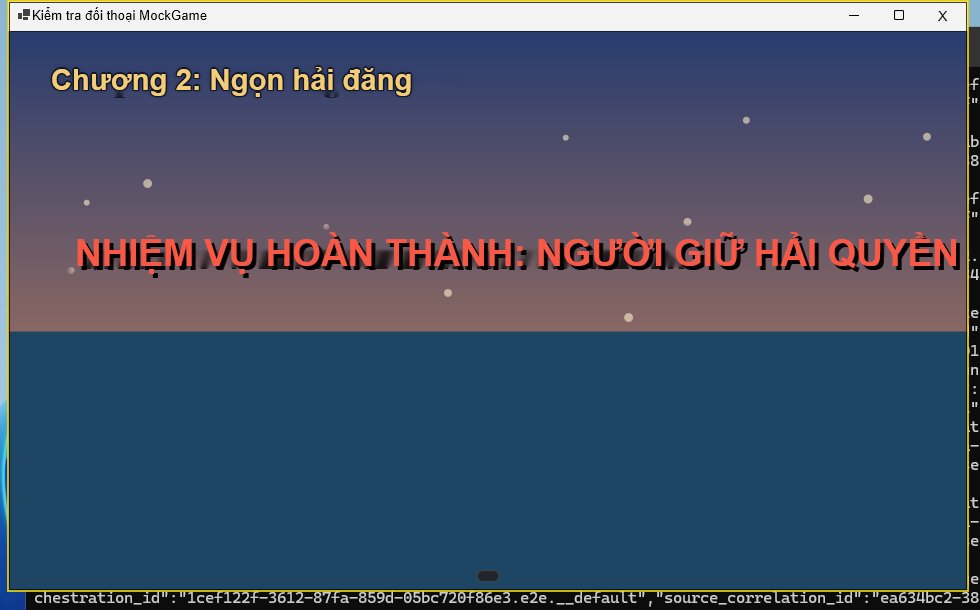 Kiểm tra đối thoại MockGame
Chương 2: Ngọn hải đăng
NHIỆM VỤ HOÀN THÀNH: NGƯỜI GIỮ HẢI QUYỀN
chestration_id":"1cef122f-3612-87fa-859d-05bc720f86e3.e2e.__default","source_correlation_id":"ea634bc2-38